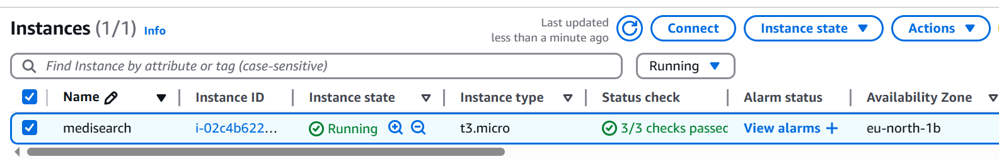 Instances (1/1) Info
Last updated
less than a minute ago
Connect
Instance state
Actions
Find Instance by attribute or tag (case-sensitive)
Running
Name Instance ID Instance state Instance type Status check Alarm status Availability Zone
medisearch i-02c4b622... Running t3.micro 3/3 checks passed View alarms + eu-north-1b